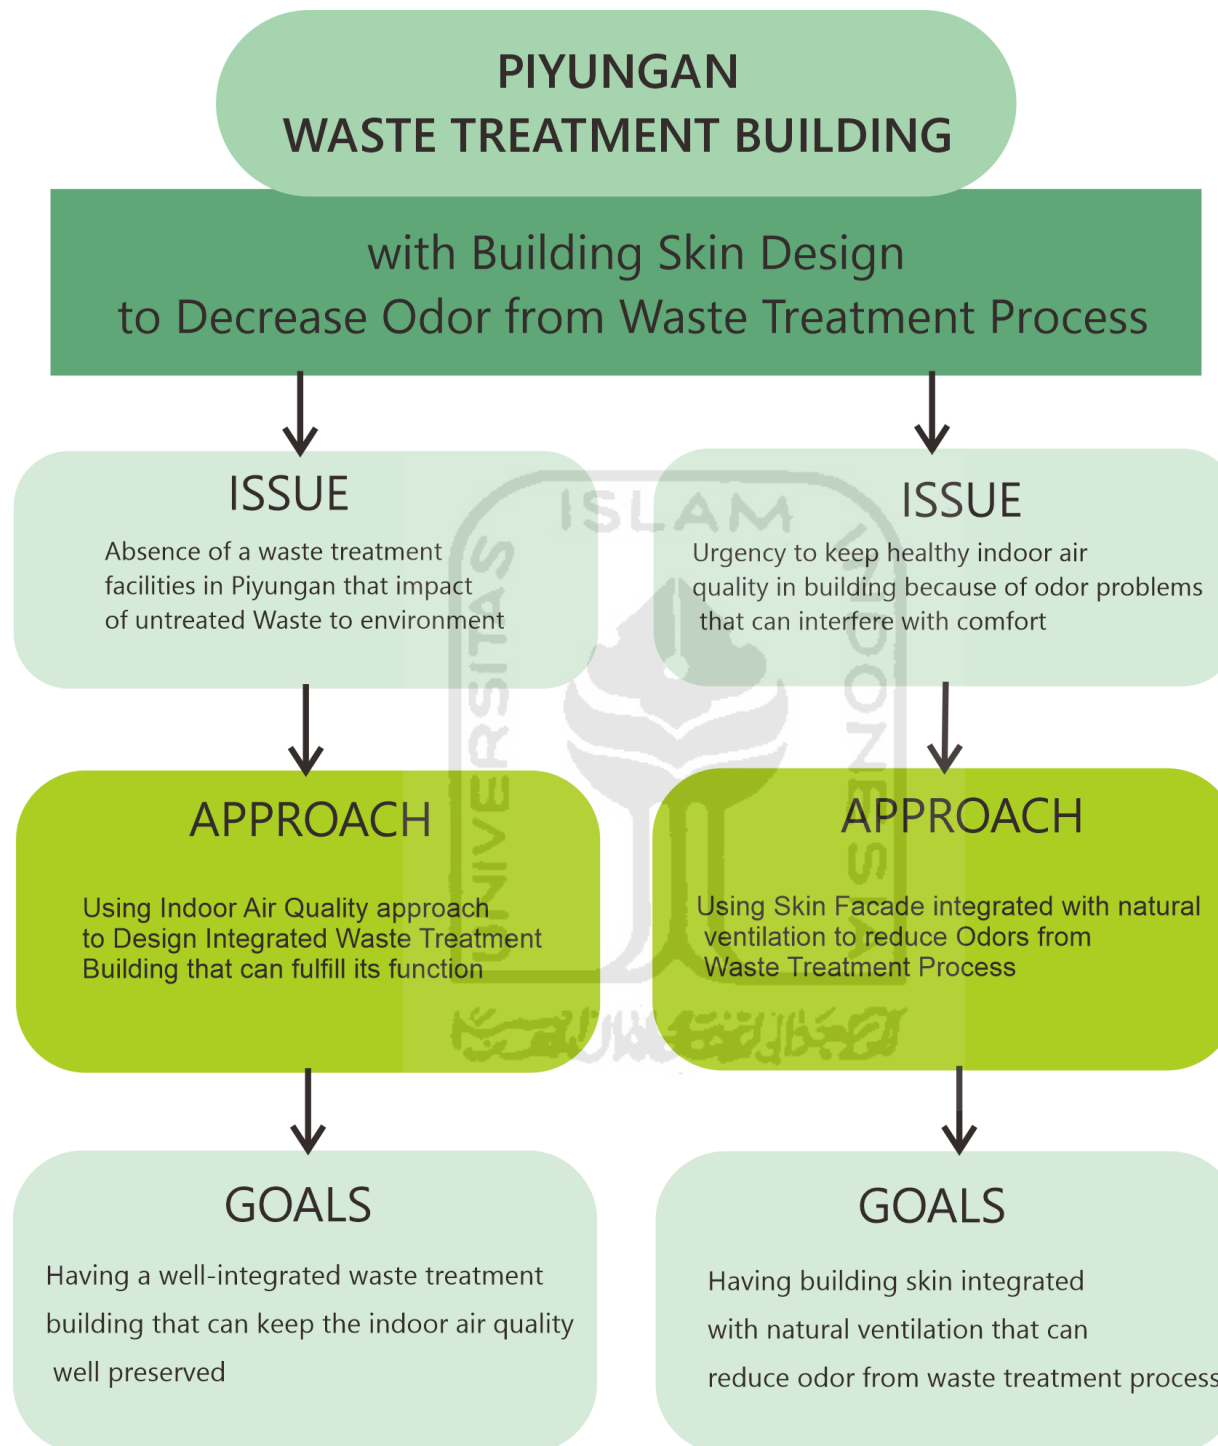 PIYUNGAN
WASTE TREATMENT BUILDING
with Building Skin Design
to Decrease Odor from Waste Treatment Process
ISSUE
Absence of a waste treatment
facilities in Piyungan that impact
of untreated Waste to environment
ISSUE
Urgency to keep healthy indoor air
quality in building because of odor problems
that can interfere with comfort
APPROACH
Using Indoor Air Quality approach
to Design Integrated Waste Treatment
Building that can fulfill its function
APPROACH
Using Skin Facade integrated with natural
ventilation to reduce Odors from
Waste Treatment Process
GOALS
Having a well-integrated waste treatment
building that can keep the indoor air quality
well preserved
GOALS
Having building skin integrated
with natural ventilation that can
reduce odor from waste treatment process
UNIVERSITAS
ISLAM
INDONESIA